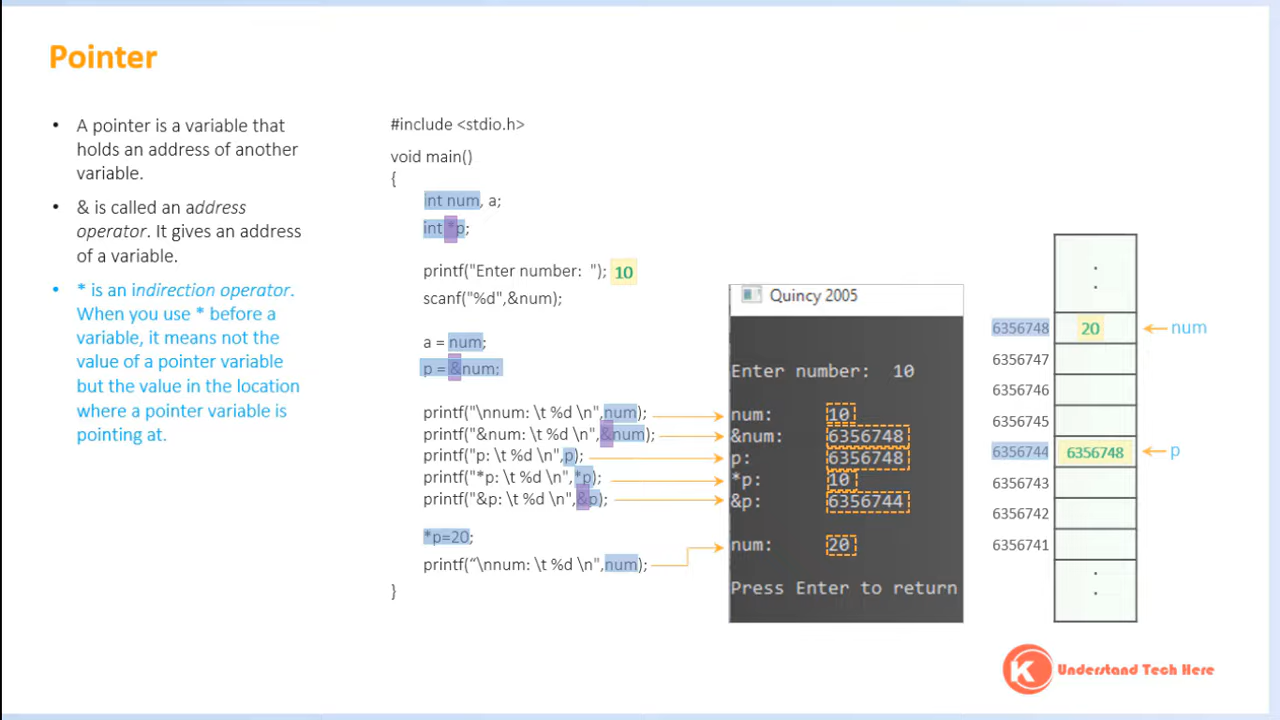 Pointer
• A pointer is a variable that
holds an address of another
variable.
• & is called an address
operator. It gives an address
of a variable.
• * is an indirection operator.
When you use * before a
variable, it means not the
value of a pointer variable
but the value in the location
where a pointer variable is
pointing at.
#include <stdio.h>
void main()
{
int num, a;
int *p;
printf("Enter number:  "); 10
scanf("%d",&num);
a = num;
p = &num;
printf("\nnum: \t %d \n",num);
printf("&num: \t %d \n",&num);
printf("p: \t %d \n",p);
printf("*p: \t %d \n",*p);
printf("&p: \t %d \n",&p);
*p=20;
printf(“\nnum: \t %d \n",num);
}
Quincy 2005
Enter number:  10
num: 10
&num: 6356748
p: 6356748
*p: 10
&p: 6356744
num: 20
Press Enter to return
6356748 20 num
6356747
6356746
6356745
6356744 6356748 p
6356743
6356742
6356741
K Understand Tech Here